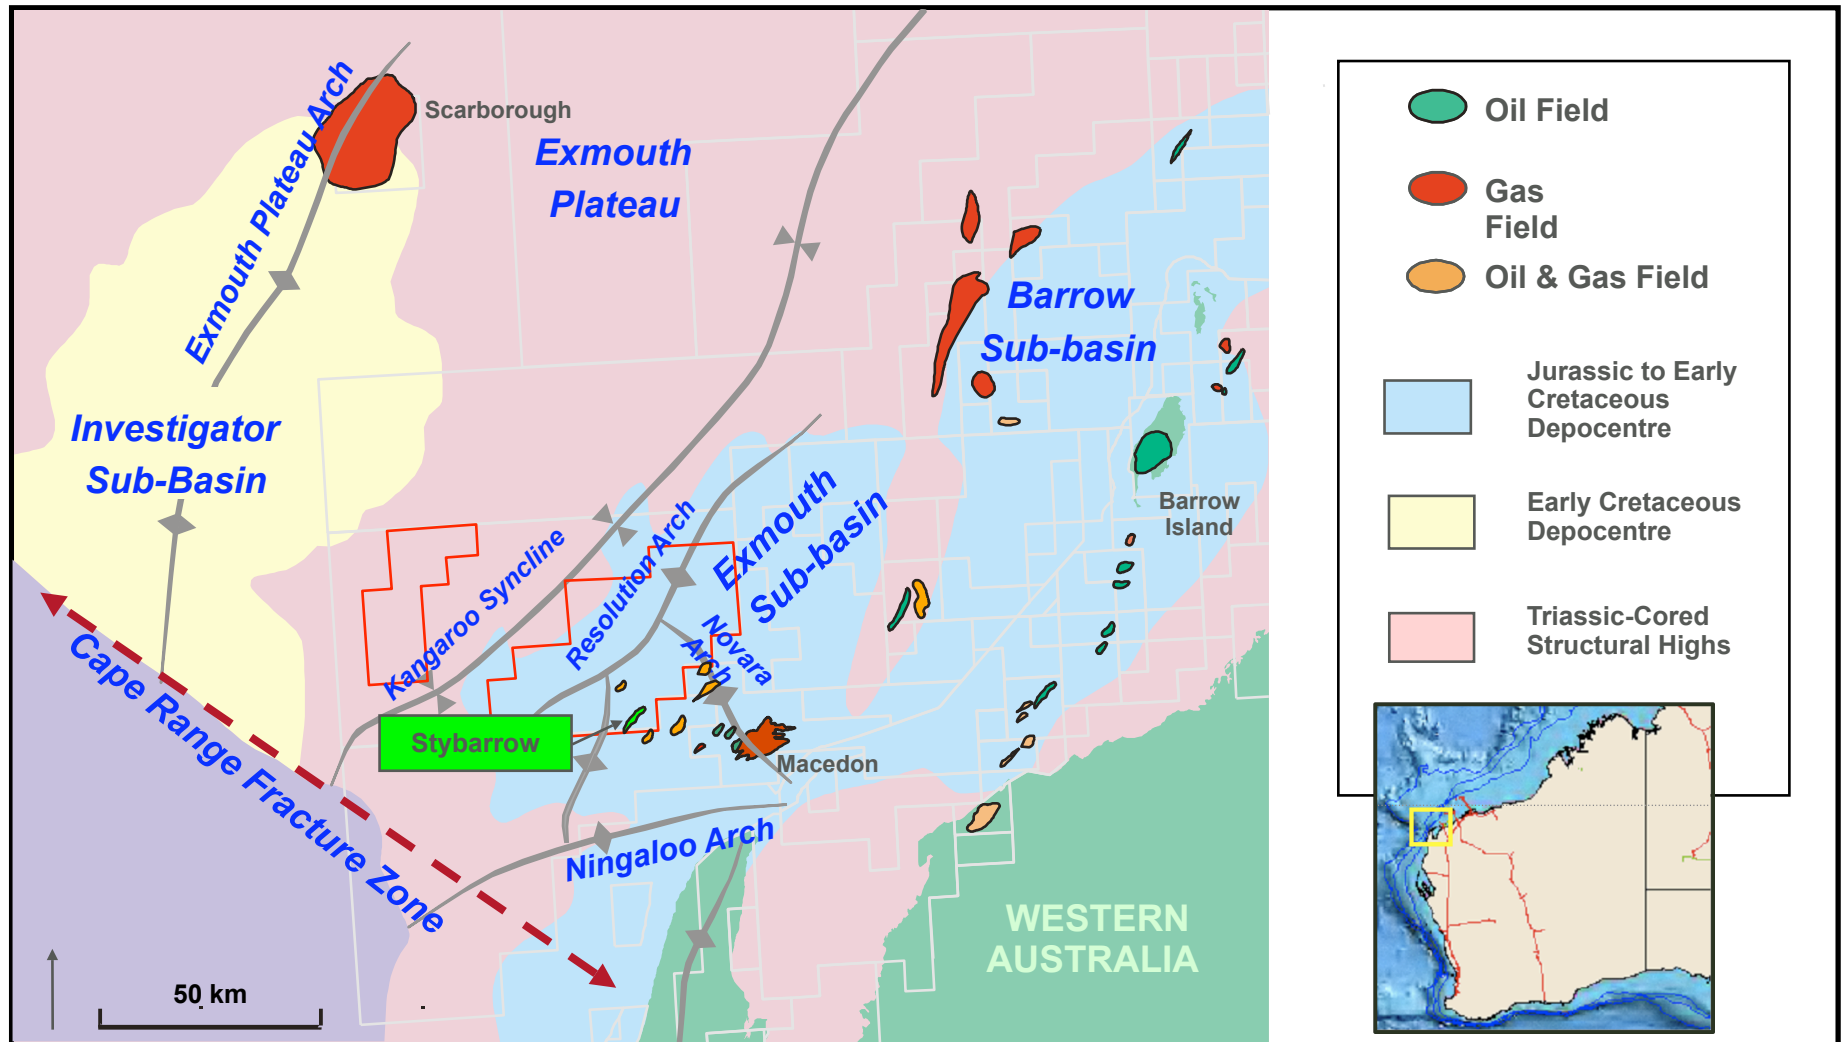 Scarborough
Exmouth Plateau Arch
Exmouth
Plateau
Barrow
Sub-basin
Investigator
Sub-Basin
Barrow
Island
Exmouth
Sub-basin
Kangaroo Syncline
Resolution Arch
Novara
Arch
Cape Range Fracture Zone
Stybarrow
Macedon
Ningaloo Arch
WESTERN
AUSTRALIA
50 km
Oil Field
Gas
Field
Oil & Gas Field
Jurassic to Early
Cretaceous
Depocentre
Early Cretaceous
Depocentre
Triassic-Cored
Structural Highs